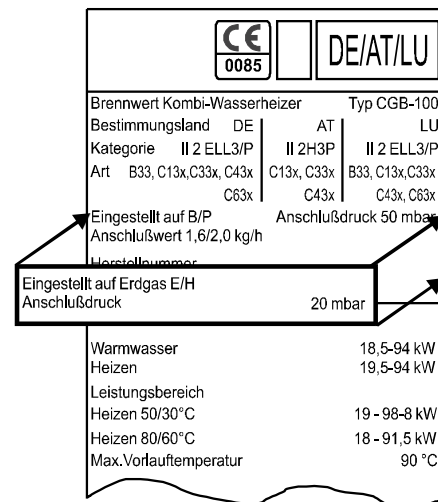 CE
0085
DE/AT/LU
Brennwert Kombi-Wasserheizer Typ CGB-100
Bestimmungsland DE AT LU
Kategorie II 2 ELL3/P II 2H3P II 2 ELL3/P
Art B33, C13x,C33x, C43x C13x, C33x B33, C13x,C33x
C63x C43x C43x, C63x
Eingestellt auf B/P Anschlußdruck 50 mbar
Anschlußwert 1,6/2,0 kg/h
Herstellnummer
Eingestellt auf Erdgas E/H
Anschlußdruck 20 mbar
Warmwasser 18,5-94 kW
Heizen 19,5-94 kW
Leistungsbereich
Heizen 50/30°C 19 - 98-8 kW
Heizen 80/60°C 18 - 91,5 kW
Max.Vorlauftemperatur 90 °C